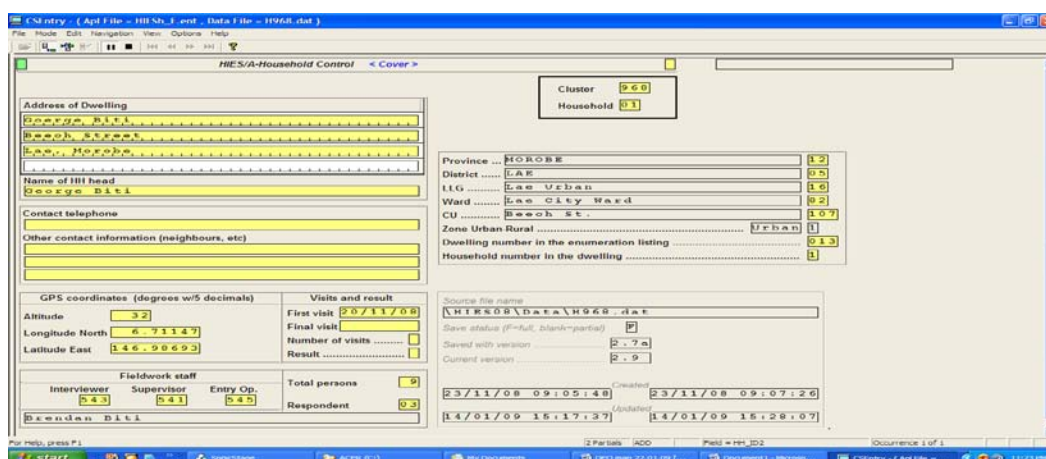 CSEntry - ( Apl File = HIESh_E.ent , Data File = H968.dat )
File Mode Edit Navigation View Options Help
HIES/A-Household Control < Cover >
Cluster 968
Household 01
Address of Dwelling
George Biti
Beech Street
Lae, Morobe
Name of HH head
George Biti
Contact telephone
Other contact information (neighbours, etc)
Province ... MOROBE 12
District ...... LAE 05
LLG ......... Lae Urban 16
Ward ........ Lae City Ward 02
CU ........... Beech St. 107
Zone Urban Rural ........ Urban 1
Dwelling number in the enumeration listing ........ 013
Household number in the dwelling ........ 1
GPS coordinates (degrees w/5 decimals)
Altitude 32
Longitude North 6.71147
Latitude East 146.98693
Visits and result
First visit 20/11/08
Final visit
Number of visits ........
Result ........
Fieldwork staff
Interviewer Supervisor Entry Op.
543 541 545
Brendan Biti
Total persons 9
Respondent 03
Source file name
\HIES08\Data\H968.dat
Save status (F=full, blank=partial) F
Saved with version ........ 2.7a
Current version ........ 2.9
Created
23/11/08 09:05:48 23/11/08 09:07:26
Updated
14/01/09 15:17:37 14/01/09 15:28:07
For Help, press F1 2 Partials ADD Field = HH_ID2 Occurrence 1 of 1
start SonicStage ACER (C:) My Documents